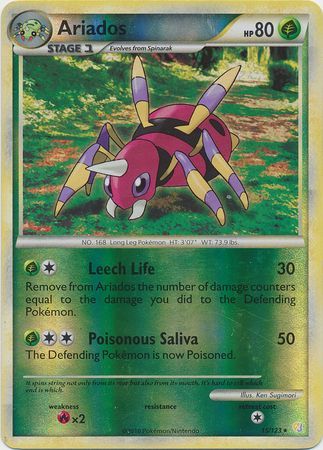 Ariados
HP 80
STAGE 1 Evolves from Spinarak
NO. 168 Long Leg Pokémon HT: 3'07" WT: 73.9 lbs.
Leech Life 30
Remove from Ariados the number of damage counters
equal to the damage you did to the Defending
Pokémon.
Poisonous Saliva 50
The Defending Pokémon is now Poisoned.
It spins string not only from its rear but also from its mouth. It's hard to tell which
end is which.
Illus. Ken Sugimori
weakness resistance retreat cost
×2
©2010 Pokémon/Nintendo
15/123 ★